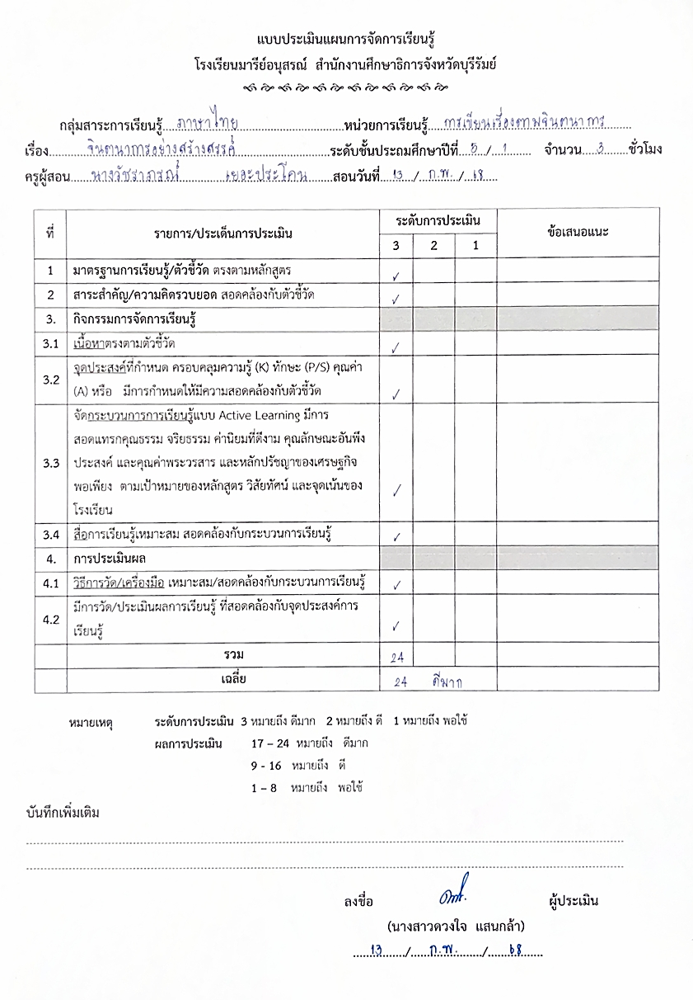 แบบประเมินแผนการจัดการเรียนรู้
โรงเรียนมารีย์อนุสรณ์ สำนักงานศึกษาธิการจังหวัดบุรีรัมย์
กลุ่มสาระการเรียนรู้.....ภาษาไทย.....หน่วยการเรียนรู้.....การเขียนเรื่องตามจินตนาการ.....
เรื่อง.....จินตนาการอย่างสร้างสรรค์.....ระดับชั้นประถมศึกษาปีที่..5../..1..... จำนวน...3......ชั่วโมง
ครูผู้สอน.....นางวัชราภรณ์ เยอะประโคน.....สอนวันที่...13.../...ก.พ.../...68....
ที่ รายการ/ประเด็นการประเมิน ระดับการประเมิน ข้อเสนอแนะ
3 2 1
1 มาตรฐานการเรียนรู้/ตัวชี้วัด ตรงตามหลักสูตร ✓
2 สาระสำคัญ/ความคิดรวบยอด สอดคล้องกับตัวชี้วัด ✓
3. กิจกรรมการจัดการเรียนรู้
3.1 เนื้อหาตรงตามตัวชี้วัด ✓
3.2 จุดประสงค์ที่กำหนด ครอบคลุมความรู้ (K) ทักษะ (P/S) คุณค่า
(A) หรือ มีการกำหนดให้มีความสอดคล้องกับตัวชี้วัด ✓
จัดกระบวนการการเรียนรู้แบบ Active Learning มีการ
สอดแทรกคุณธรรม จริยธรรม ค่านิยมที่ดีงาม คุณลักษณะอันพึง
3.3 ประสงค์ และคุณค่าพระวรสาร และหลักปรัชญาของเศรษฐกิจ
พอเพียง ตามเป้าหมายของหลักสูตร วิสัยทัศน์ และจุดเน้นของ ✓
โรงเรียน
3.4 สื่อการเรียนรู้เหมาะสม สอดคล้องกับกระบวนการเรียนรู้ ✓
4. การประเมินผล
4.1 วิธีการวัด/เครื่องมือ เหมาะสม/สอดคล้องกับกระบวนการเรียนรู้ ✓
4.2 มีการวัด/ประเมินผลการเรียนรู้ ที่สอดคล้องกับจุดประสงค์การ
เรียนรู้ ✓
รวม 24
เฉลี่ย 24 ดีมาก
หมายเหตุ ระดับการประเมิน 3 หมายถึง ดีมาก 2 หมายถึง ดี 1 หมายถึง พอใช้
ผลการประเมิน 17 – 24 หมายถึง ดีมาก
9 - 16 หมายถึง ดี
1 – 8 หมายถึง พอใช้
บันทึกเพิ่มเติม
ลงชื่อ ผู้ประเมิน
(นางสาวดวงใจ แสนกล้า)
.....13....../.....ก.พ....../......68.....